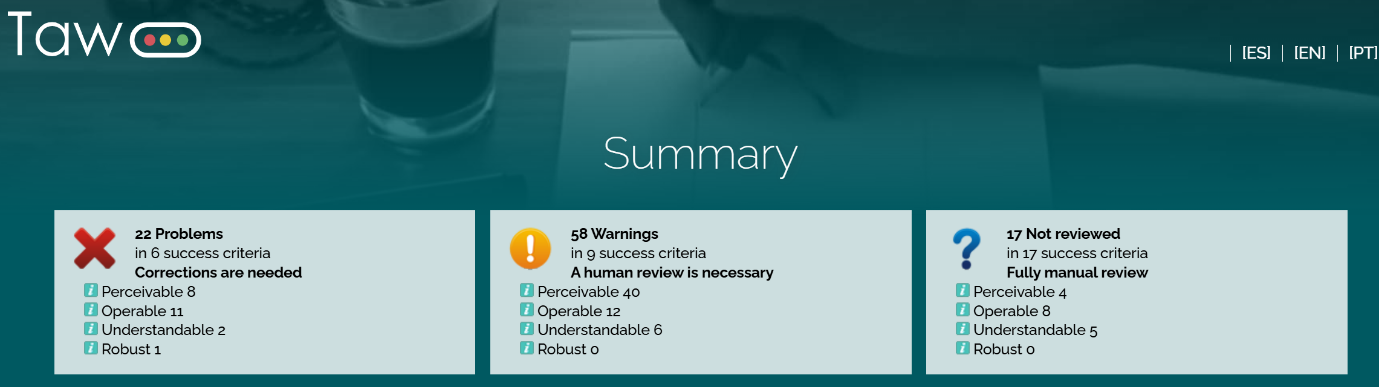 Taw
| [ES] | [EN] | [PT]
Summary
22 Problems
in 6 success criteria
Corrections are needed
i Perceivable 8
i Operable 11
i Understandable 2
i Robust 1
58 Warnings
in 9 success criteria
A human review is necessary
i Perceivable 40
i Operable 12
i Understandable 6
i Robust 0
17 Not reviewed
in 17 success criteria
Fully manual review
i Perceivable 4
i Operable 8
i Understandable 5
i Robust 0